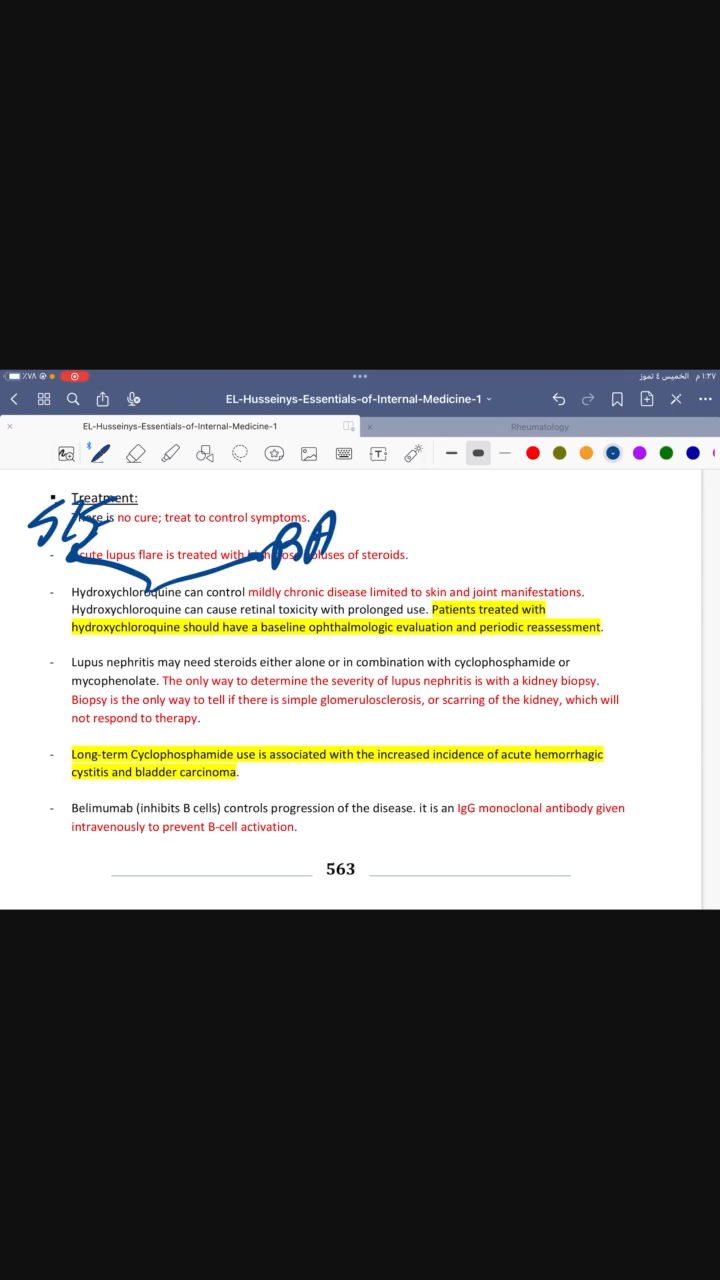 ٪٧٨
١:٣٧ م الخميس ٤ تموز
EL-Husseinys-Essentials-of-Internal-Medicine-1
EL-Husseinys-Essentials-of-Internal-Medicine-1
Rheumatology
▪ Treatment:
There is no cure; treat to control symptoms.
SLE
RA
- Acute lupus flare is treated with high-dose boluses of steroids.
- Hydroxychloroquine can control mildly chronic disease limited to skin and joint manifestations.
Hydroxychloroquine can cause retinal toxicity with prolonged use. Patients treated with
hydroxychloroquine should have a baseline ophthalmologic evaluation and periodic reassessment.
- Lupus nephritis may need steroids either alone or in combination with cyclophosphamide or
mycophenolate. The only way to determine the severity of lupus nephritis is with a kidney biopsy.
Biopsy is the only way to tell if there is simple glomerulosclerosis, or scarring of the kidney, which will
not respond to therapy.
- Long-term Cyclophosphamide use is associated with the increased incidence of acute hemorrhagic
cystitis and bladder carcinoma.
- Belimumab (inhibits B cells) controls progression of the disease. it is an IgG monoclonal antibody given
intravenously to prevent B-cell activation.
563